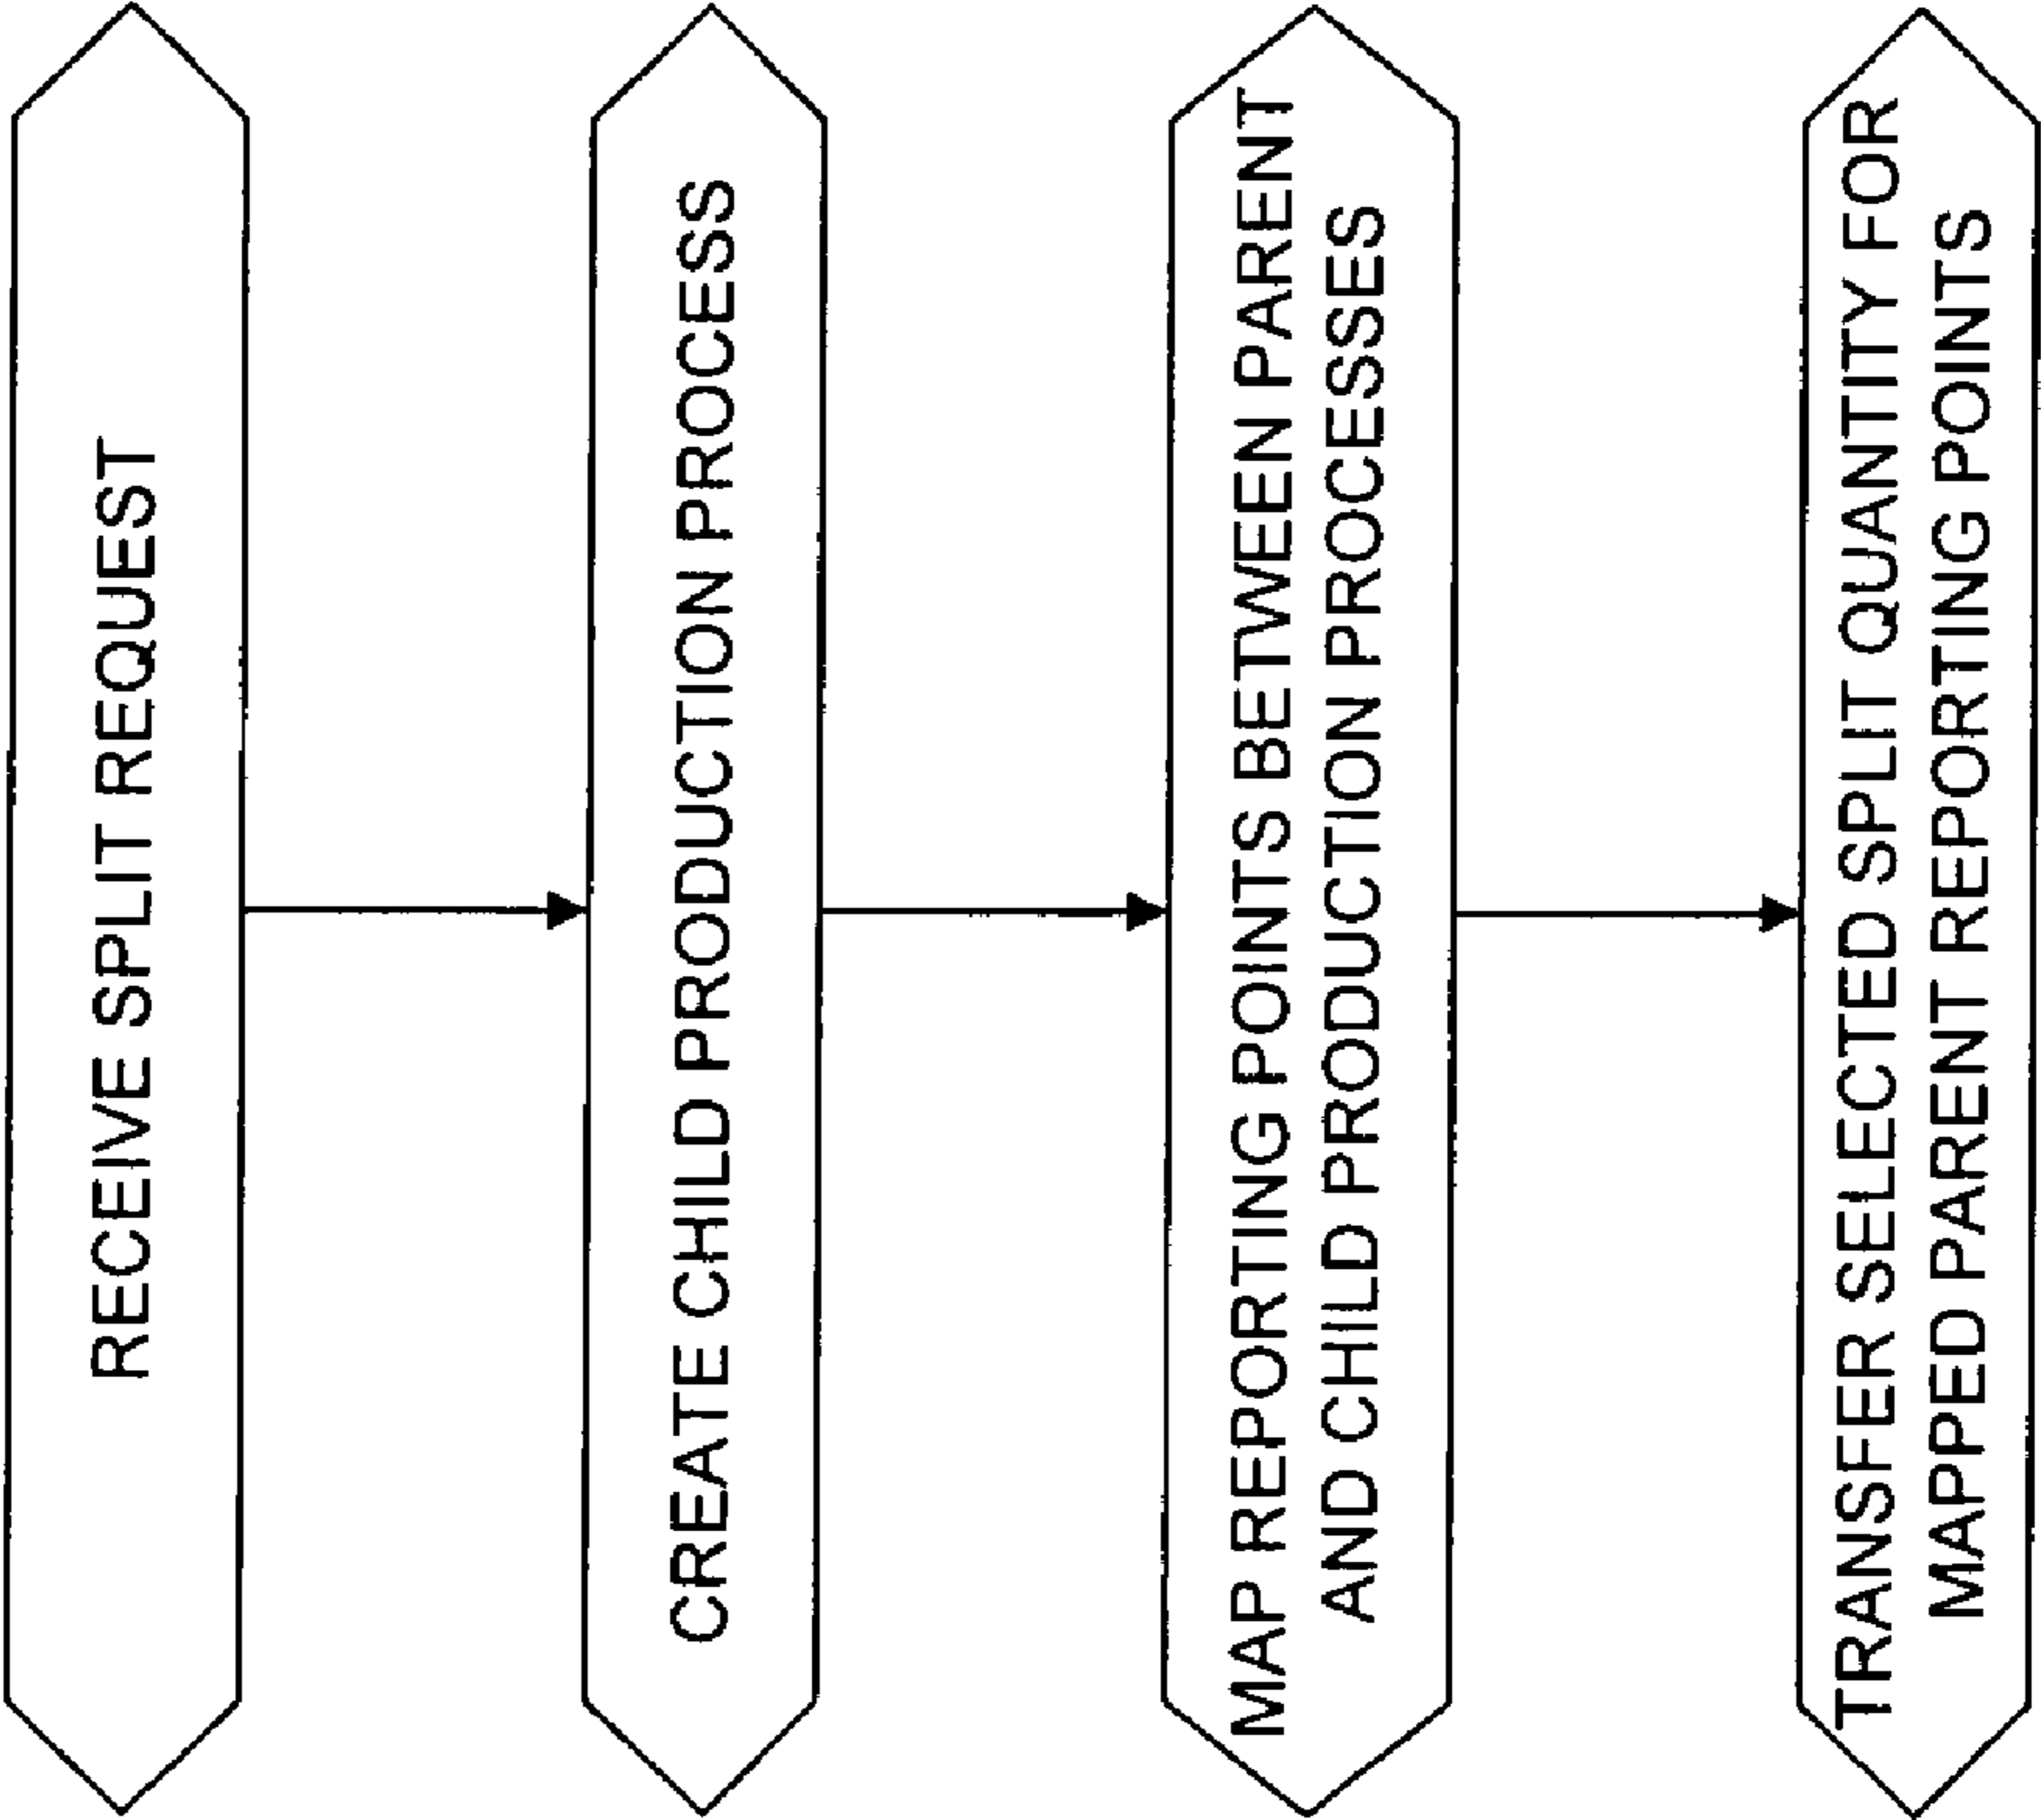 RECEIVE SPLIT REQUEST
CREATE CHILD PRODUCTION PROCESS
MAP REPORTING POINTS BETWEEN PARENT
AND CHILD PRODUCTION PROCESSES
TRANSFER SELECTED SPLIT QUANTITY FOR
MAPPED PARENT REPORTING POINTS